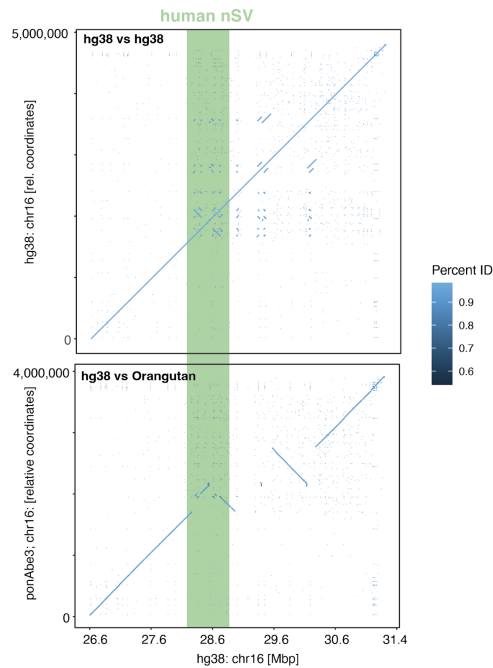 human nSV
hg38 vs hg38
5,000,000
0
hg38: chr16 [rel. coordinates]
Percent ID
0.9
0.8
0.7
0.6
hg38 vs Orangutan
4,000,000
0
ponAbe3; chr16: [relative coordinates]
26.6 27.6 28.6 29.6 30.6 31.4
hg38: chr16 [Mbp]